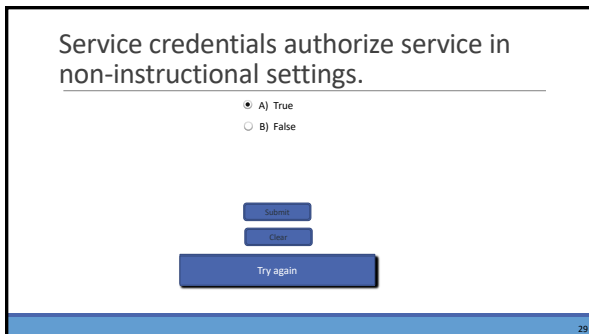 Service credentials authorize service in
non-instructional settings.
A) True
B) False
Submit
Clear
Try again
29